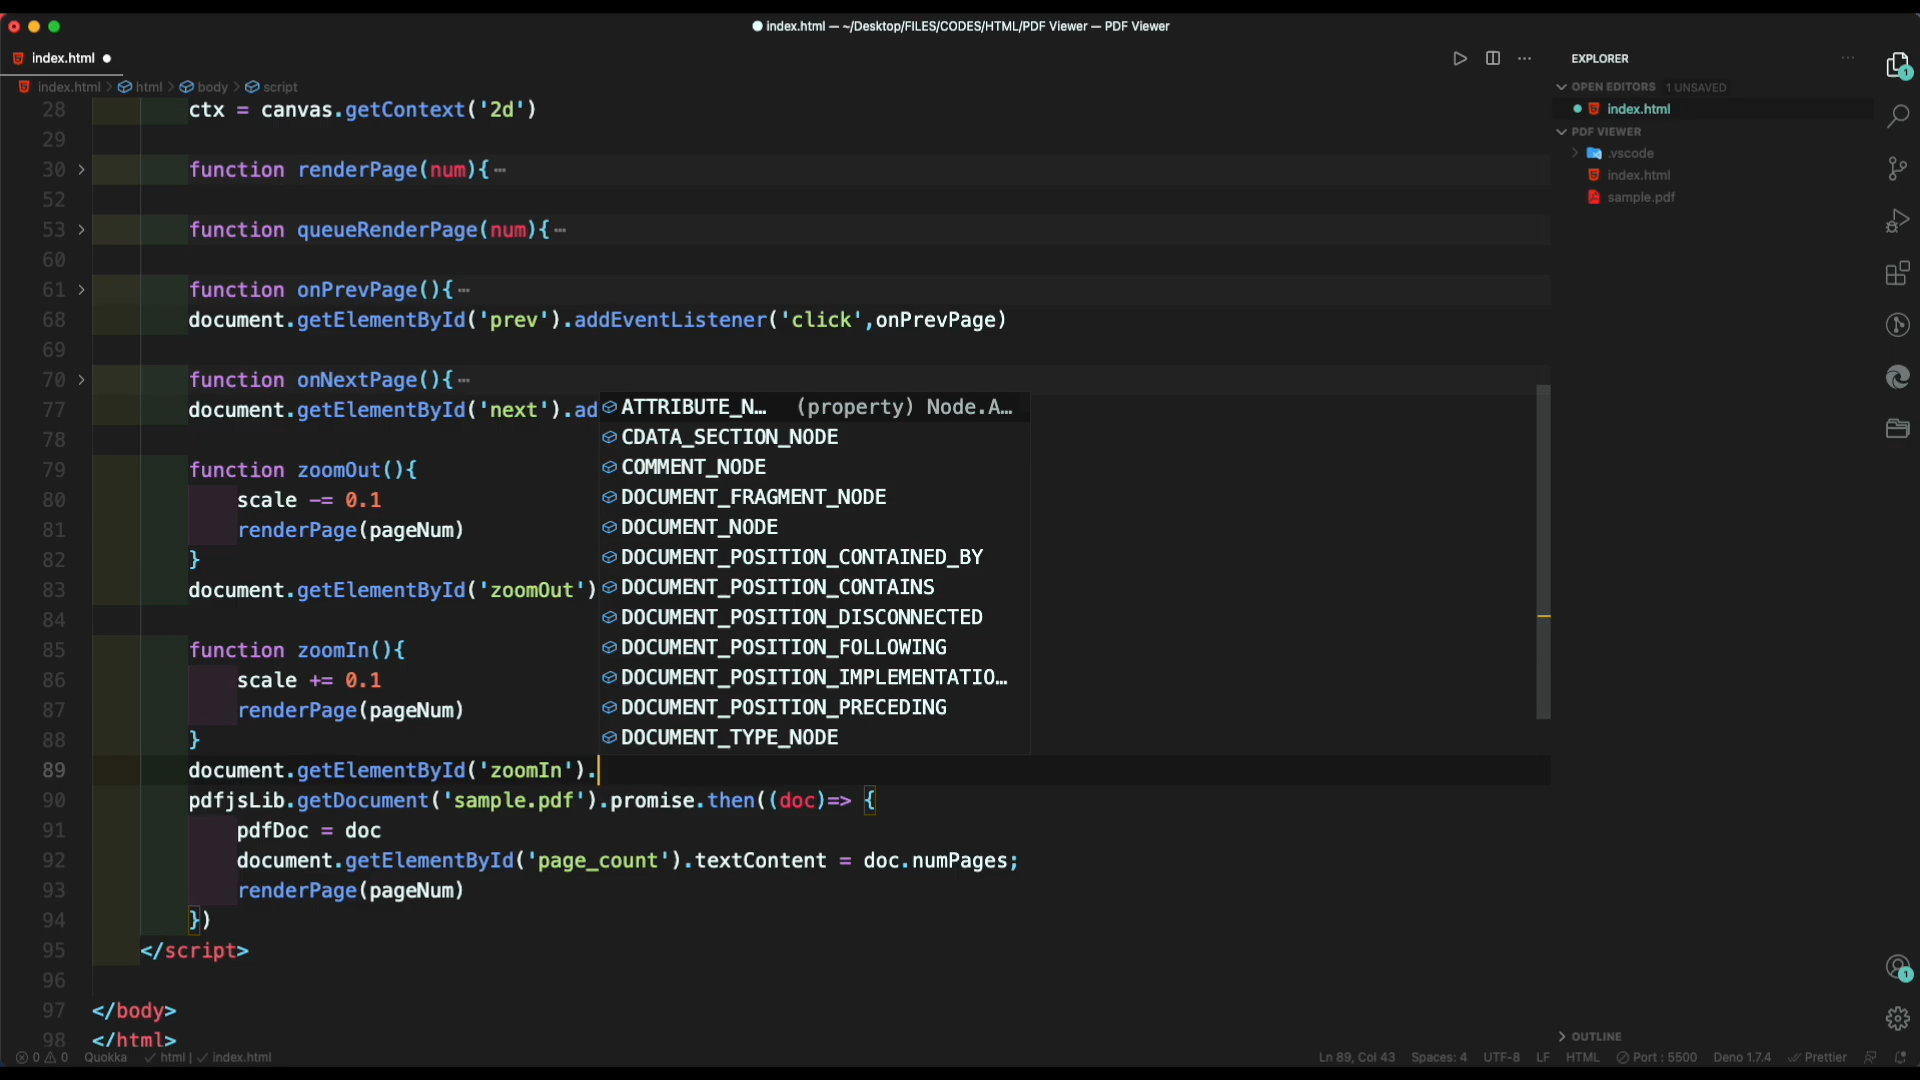 index.html — ~/Desktop/FILES/CODES/HTML/PDF Viewer — PDF Viewer
index.html
index.html > html > body > script
28 ctx = canvas.getContext('2d')
29
30 function renderPage(num){…
52
53 function queueRenderPage(num){…
60
61 function onPrevPage(){…
68 document.getElementById('prev').addEventListener('click',onPrevPage)
69
70 function onNextPage(){…
77 document.getElementById('next').ad
78
79 function zoomOut(){
80 scale -= 0.1
81 renderPage(pageNum)
82 }
83 document.getElementById('zoomOut')
84
85 function zoomIn(){
86 scale += 0.1
87 renderPage(pageNum)
88 }
89 document.getElementById('zoomIn').
90 pdfjsLib.getDocument('sample.pdf').promise.then((doc)=> {
91 pdfDoc = doc
92 document.getElementById('page_count').textContent = doc.numPages;
93 renderPage(pageNum)
94 })
95 </script>
96
97 </body>
98 </html>
ATTRIBUTE_N… (property) Node.A…
CDATA_SECTION_NODE
COMMENT_NODE
DOCUMENT_FRAGMENT_NODE
DOCUMENT_NODE
DOCUMENT_POSITION_CONTAINED_BY
DOCUMENT_POSITION_CONTAINS
DOCUMENT_POSITION_DISCONNECTED
DOCUMENT_POSITION_FOLLOWING
DOCUMENT_POSITION_IMPLEMENTATIO…
DOCUMENT_POSITION_PRECEDING
DOCUMENT_TYPE_NODE
EXPLORER
OPEN EDITORS 1 UNSAVED
index.html
PDF VIEWER
.vscode
index.html
sample.pdf
OUTLINE
1
1
0 0 Quokka html | index.html
Ln 89, Col 43 Spaces: 4 UTF-8 LF HTML Port : 5500 Deno 1.7.4 Prettier